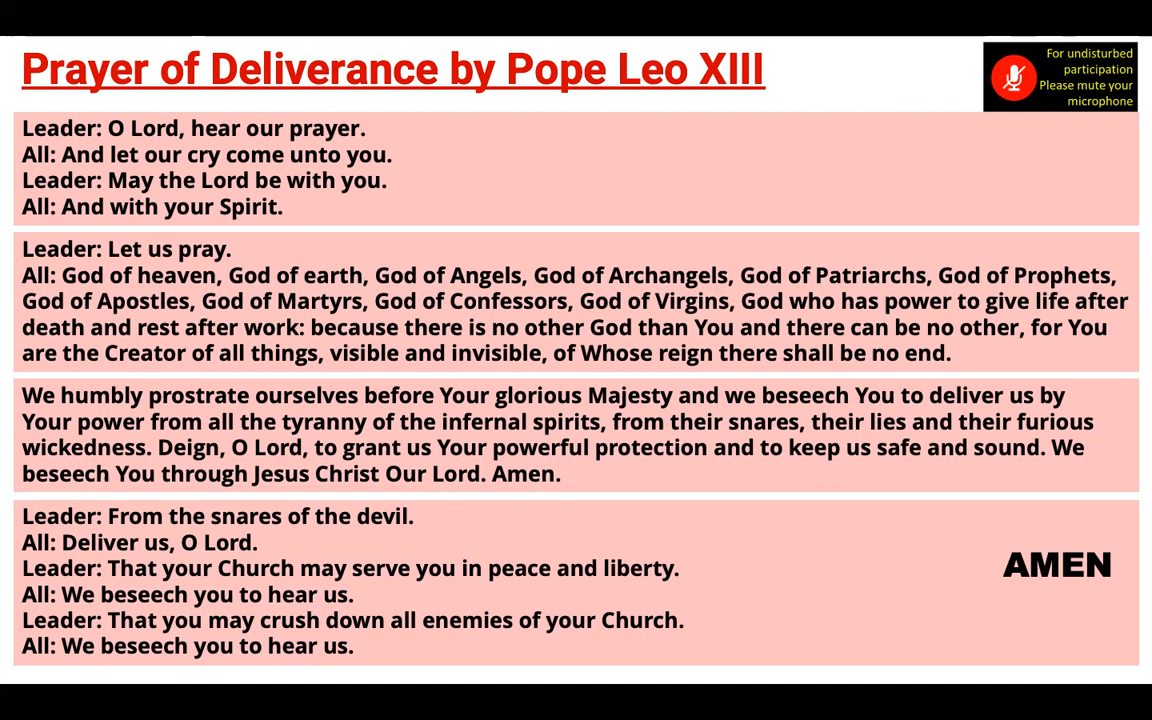 Prayer of Deliverance by Pope Leo XIII
For undisturbed
participation
Please mute your
microphone
Leader: O Lord, hear our prayer.
All: And let our cry come unto you.
Leader: May the Lord be with you.
All: And with your Spirit.
Leader: Let us pray.
All: God of heaven, God of earth, God of Angels, God of Archangels, God of Patriarchs, God of Prophets,
God of Apostles, God of Martyrs, God of Confessors, God of Virgins, God who has power to give life after
death and rest after work: because there is no other God than You and there can be no other, for You
are the Creator of all things, visible and invisible, of Whose reign there shall be no end.
We humbly prostrate ourselves before Your glorious Majesty and we beseech You to deliver us by
Your power from all the tyranny of the infernal spirits, from their snares, their lies and their furious
wickedness. Deign, O Lord, to grant us Your powerful protection and to keep us safe and sound. We
beseech You through Jesus Christ Our Lord. Amen.
Leader: From the snares of the devil.
All: Deliver us, O Lord.
Leader: That your Church may serve you in peace and liberty.
All: We beseech you to hear us.
Leader: That you may crush down all enemies of your Church.
All: We beseech you to hear us.
AMEN